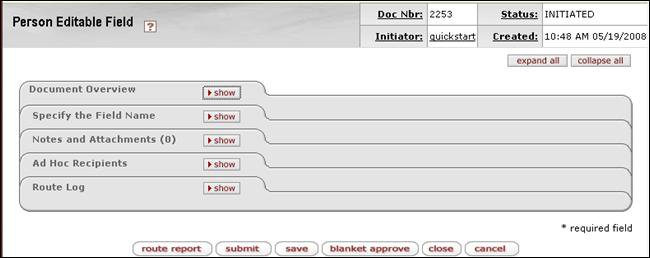 Person Editable Field ?
Doc Nbr: 2253 Status: INITIATED
Initiator: quickstart Created: 10:48 AM 05/19/2008
expand all collapse all
Document Overview show
Specify the Field Name show
Notes and Attachments (0) show
Ad Hoc Recipients show
Route Log show
* required field
route report submit save blanket approve close cancel